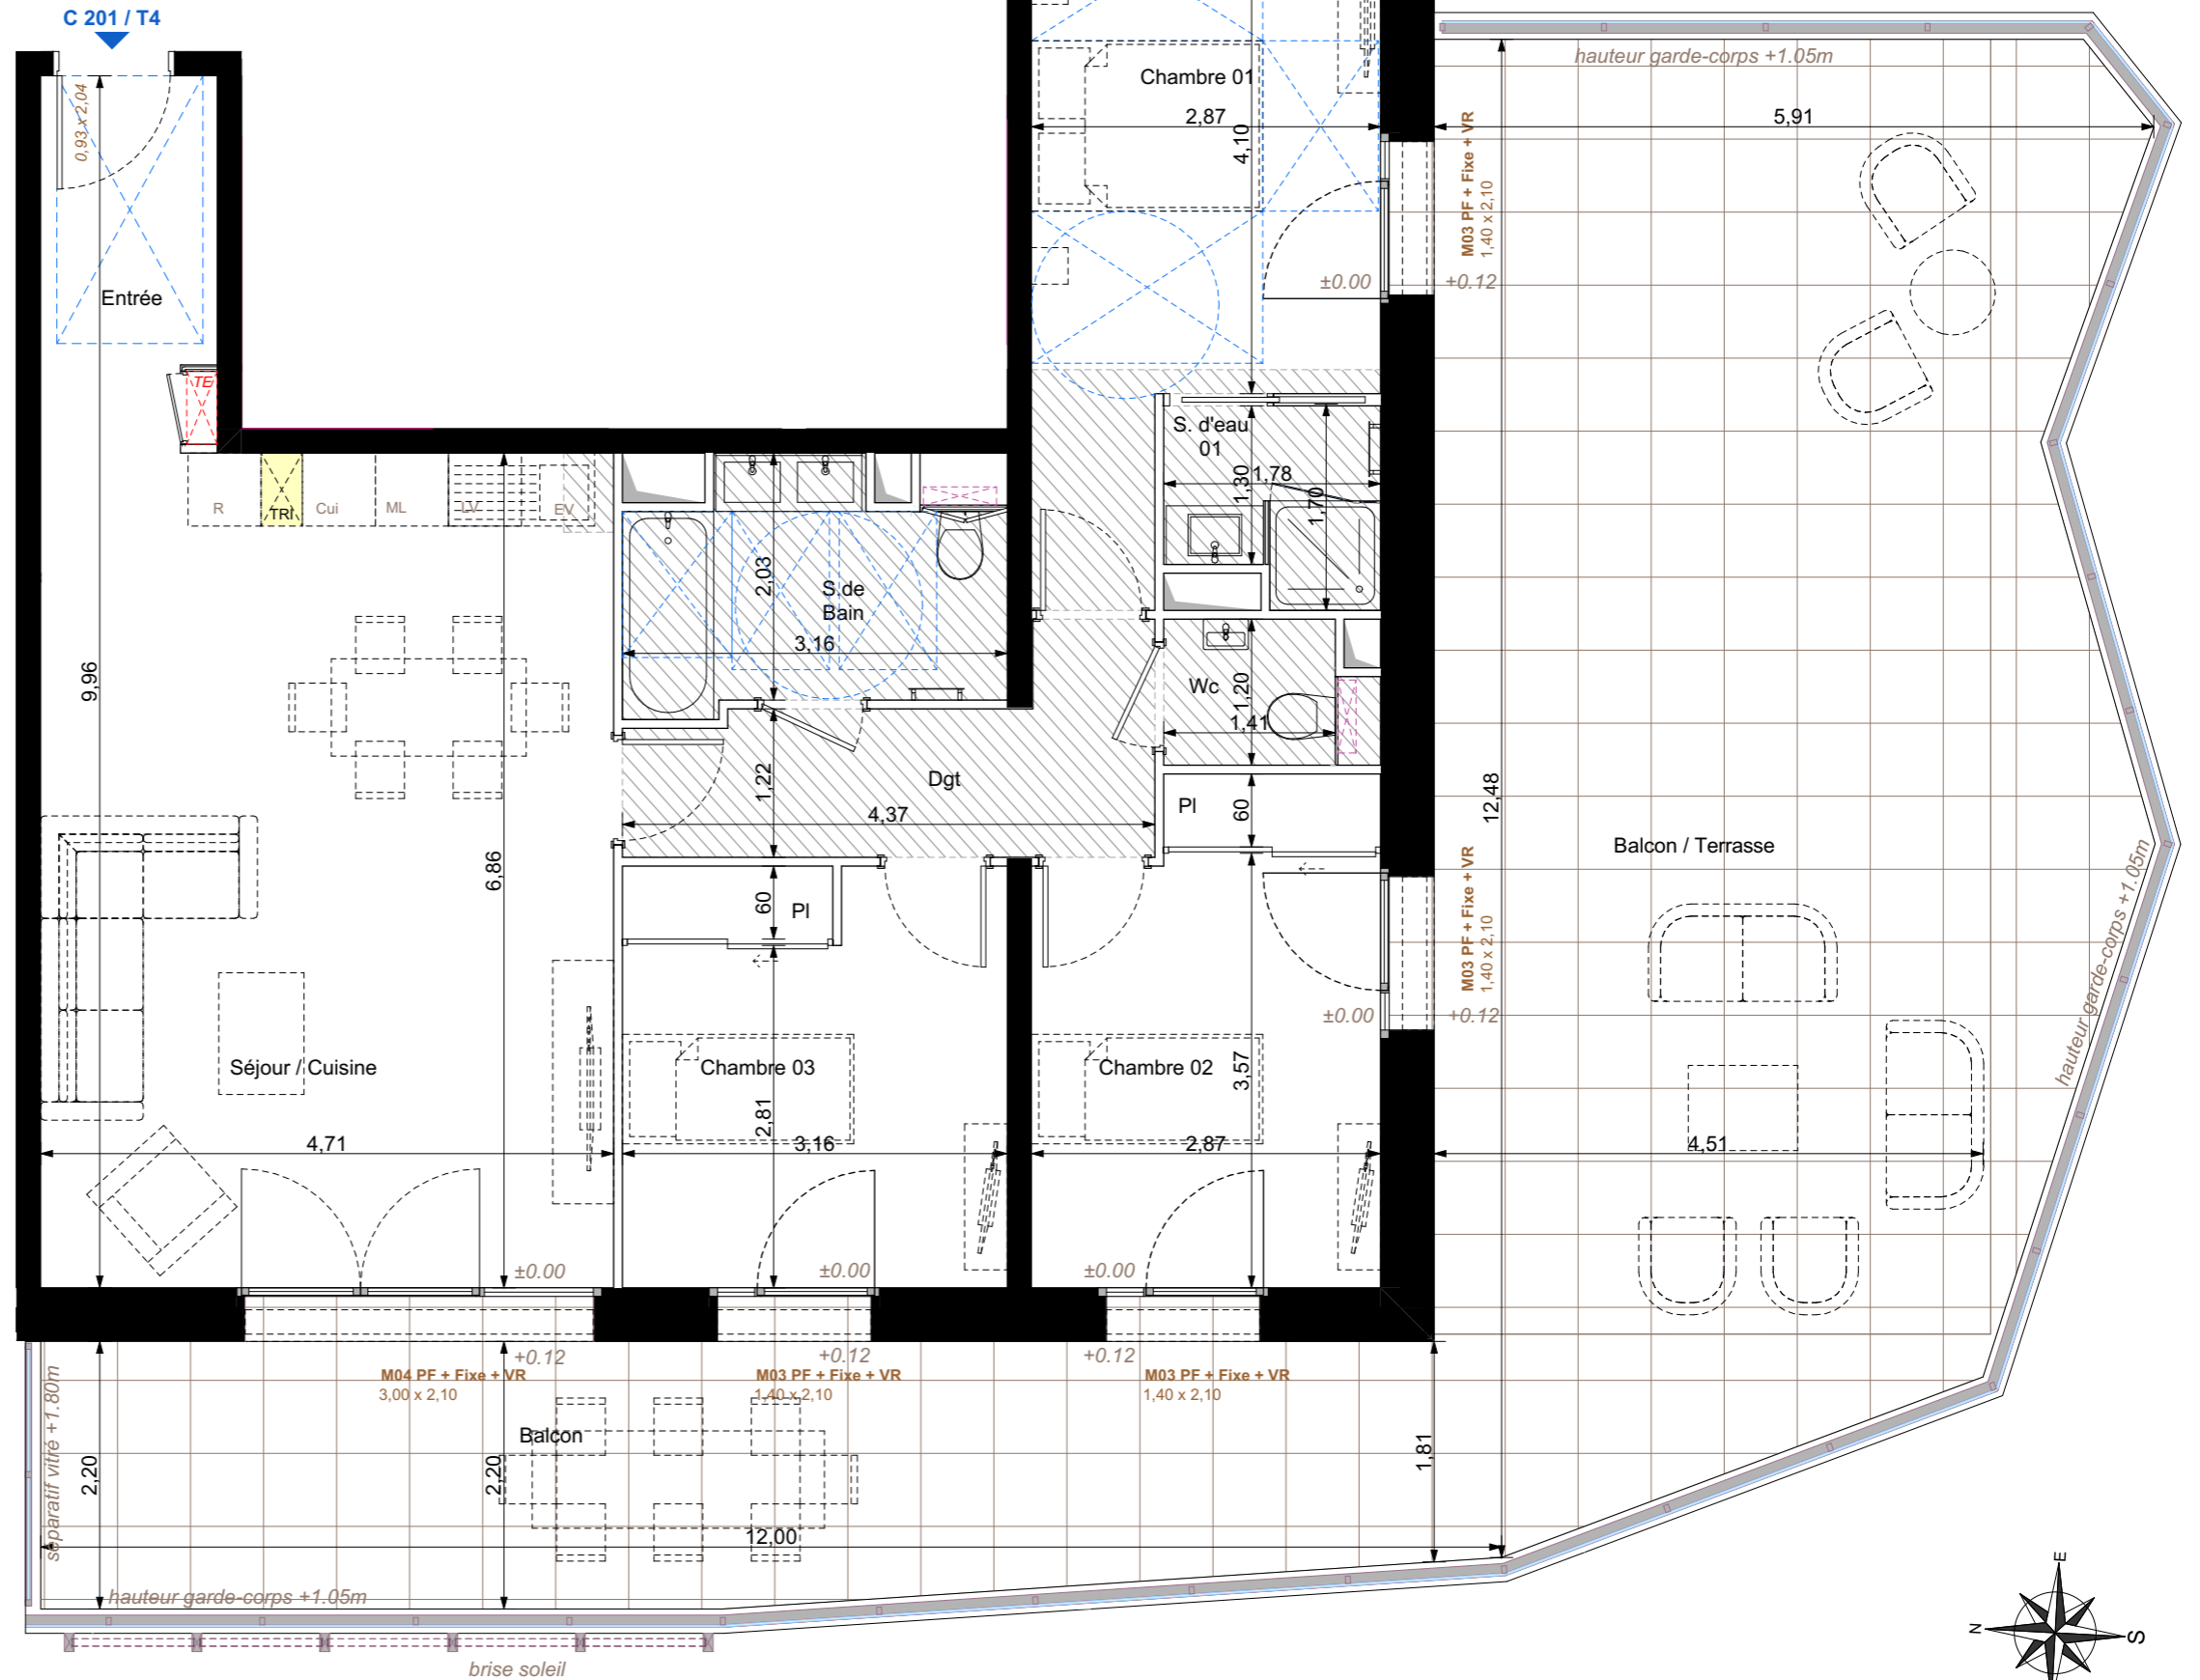 C 201 / T4
hauteur garde-corps +1.05m
Chambre 01
0,93 x 2,04
2,87
5,91
4,10
M03 PF + Fixe + VR
1,40 x 2,10
±0.00
+0.12
Entrée
TE
S. d'eau
01
1,30
1,78
1,70
R
TRI
Cui
ML
LV
EV
2,03
S.de
Bain
3,16
9,96
Wc
1,20
1,41
Dgt
1,22
4,37
Pl
60
12,48
Balcon / Terrasse
6,86
60
Pl
M03 PF + Fixe + VR
1,40 x 2,10
±0.00
+0.12
hauteur garde-corps +1.05m
Séjour / Cuisine
Chambre 03
Chambre 02
3,57
2,81
4,71
3,16
2,87
4,51
±0.00
±0.00
±0.00
+0.12
+0.12
+0.12
M04 PF + Fixe + VR
3,00 x 2,10
M03 PF + Fixe + VR
1,40 x 2,10
M03 PF + Fixe + VR
1,40 x 2,10
séparatif vitré +1.80m
Balcon
2,20
2,20
1,81
12,00
hauteur garde-corps +1.05m
brise soleil
E
N
S